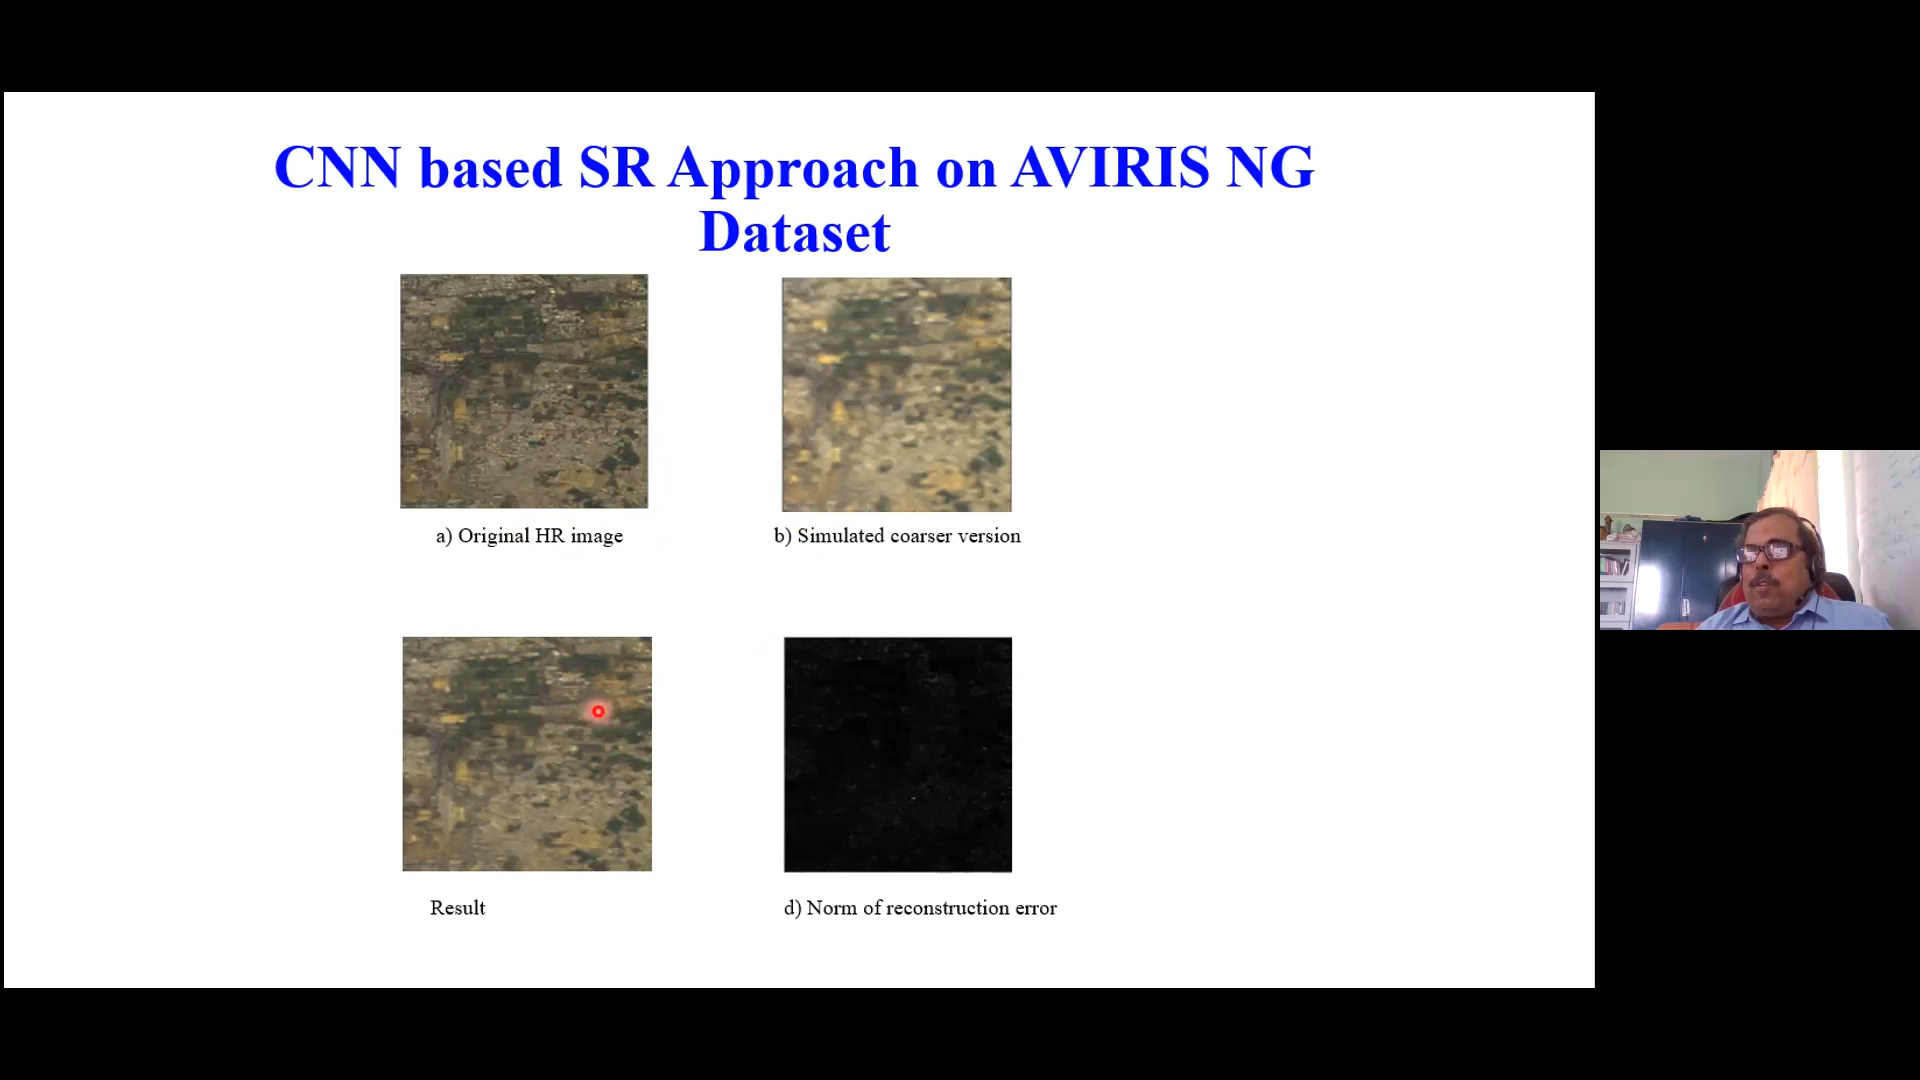 CNN based SR Approach on AVIRIS NG
Dataset
a) Original HR image
b) Simulated coarser version
Result
d) Norm of reconstruction error